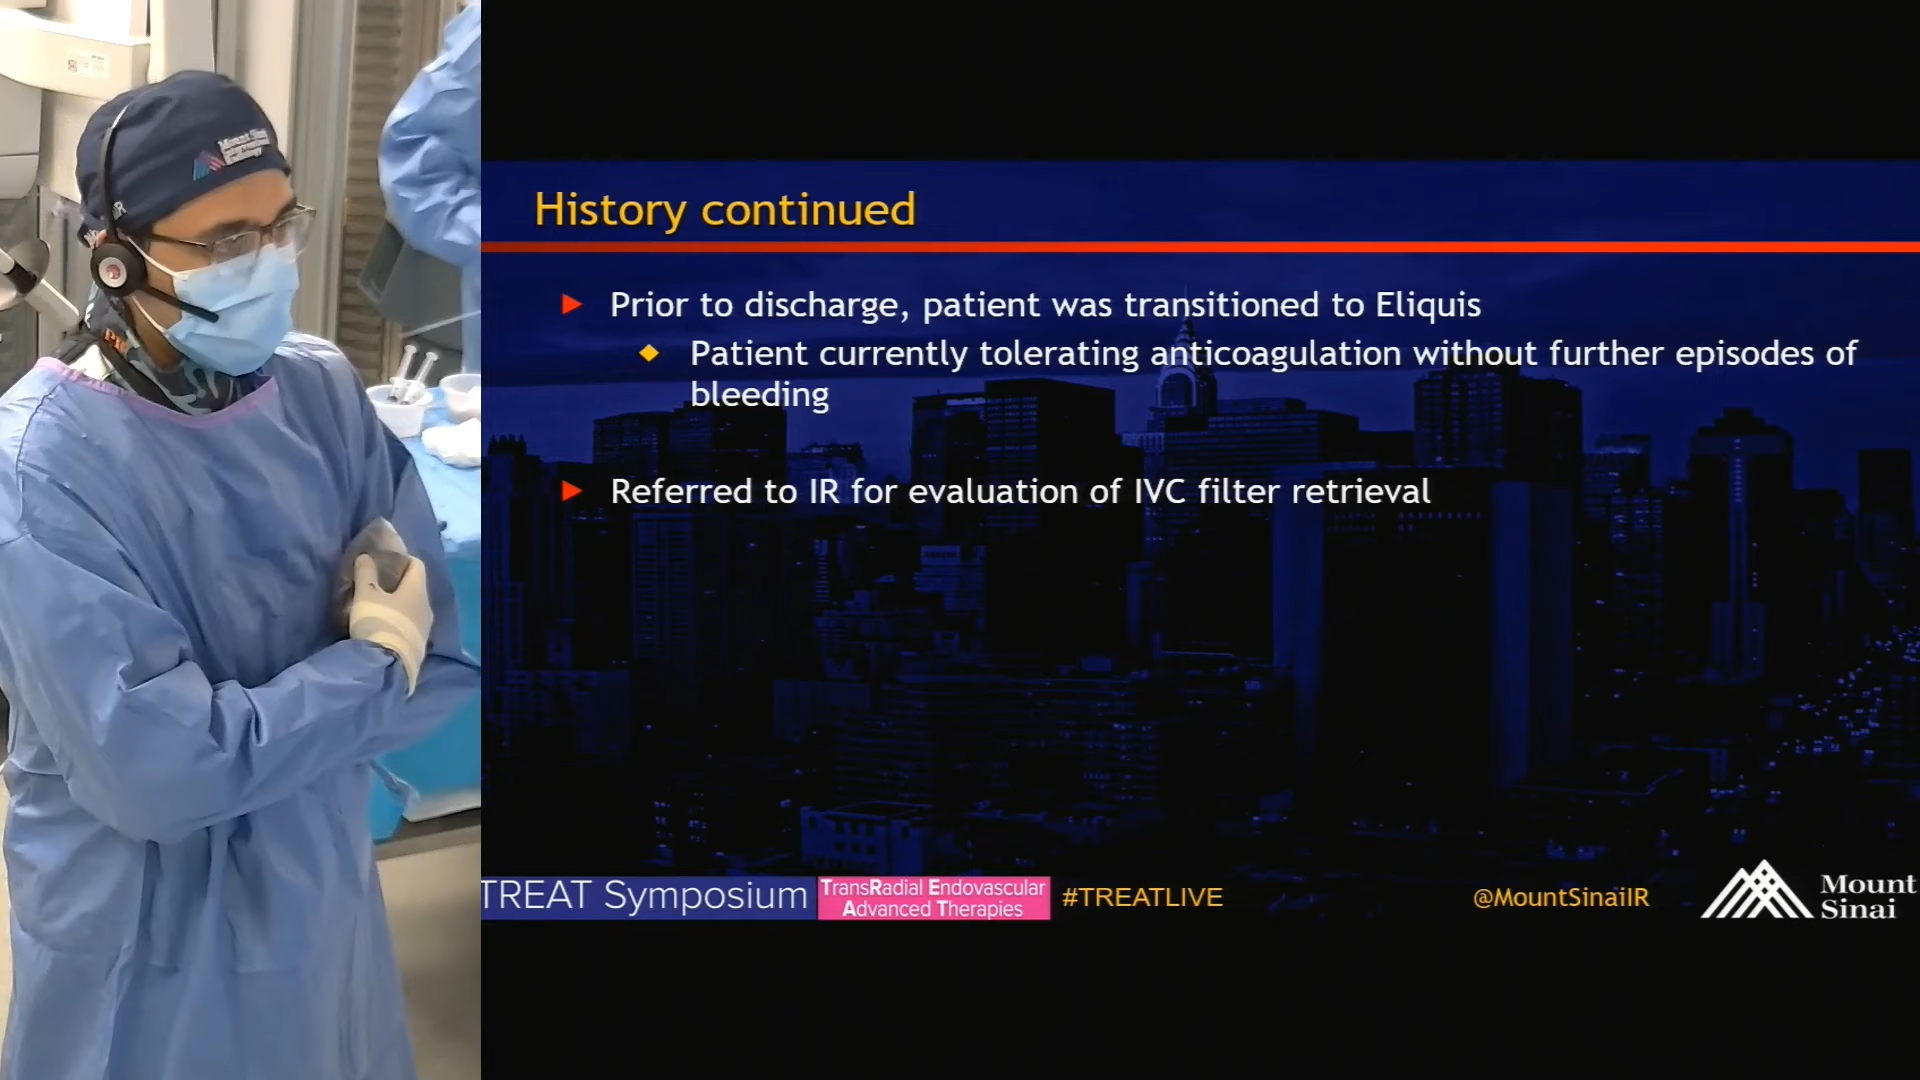 Mount Sinai
History continued
Prior to discharge, patient was transitioned to Eliquis
Patient currently tolerating anticoagulation without further episodes of
bleeding
Referred to IR for evaluation of IVC filter retrieval
TREAT Symposium
TransRadial Endovascular
Advanced Therapies
#TREATLIVE
@MountSinaiIR
Mount
Sinai